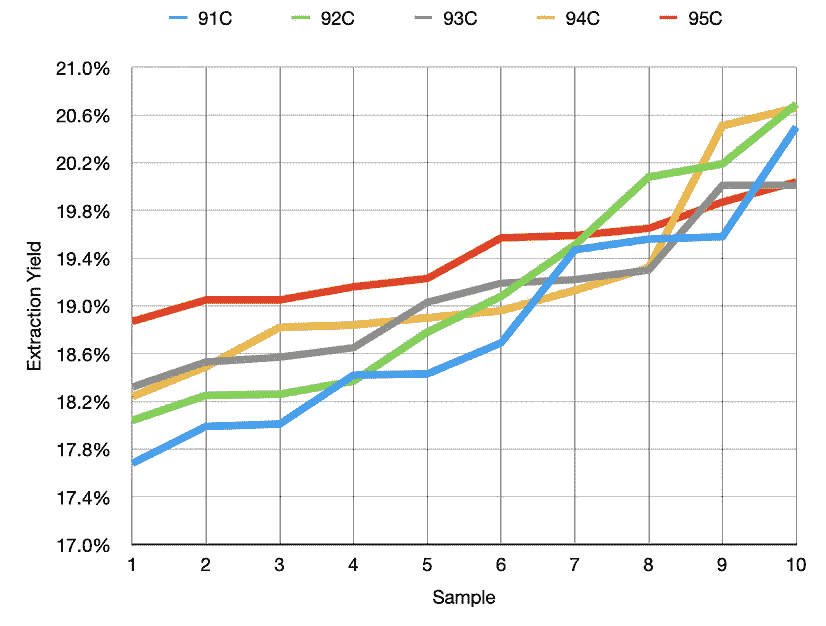 91C 92C 93C 94C 95C
21.0%
20.6%
20.2%
19.8%
19.4%
19.0%
18.6%
18.2%
17.8%
17.4%
17.0%
Extraction Yield
1 2 3 4 5 6 7 8 9 10
Sample